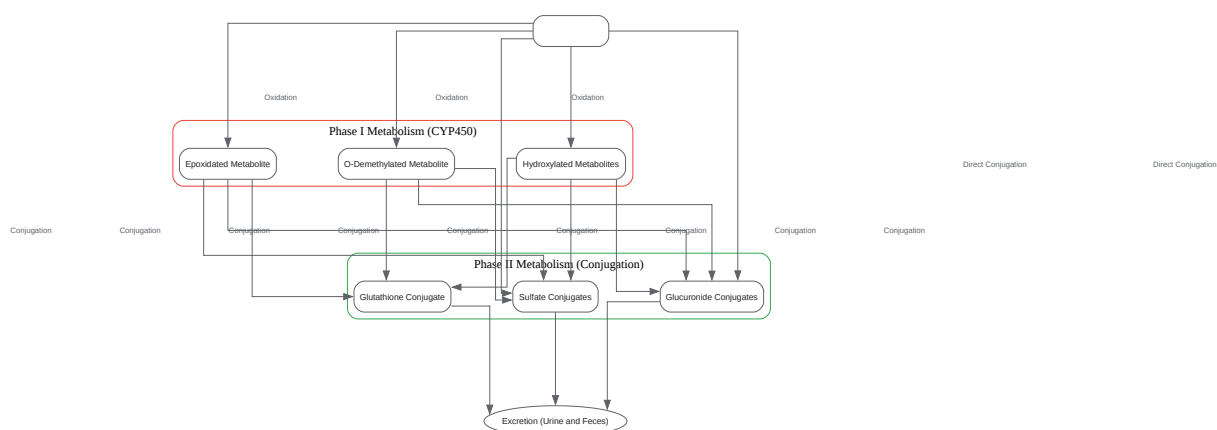 Oxidation
Oxidation
Oxidation
Phase I Metabolism (CYP450)
Epoxidated Metabolite
O-Demethylated Metabolite
Hydroxylated Metabolites
Direct Conjugation
Direct Conjugation
Conjugation
Conjugation
Conjugation
Conjugation
Conjugation
Conjugation
Conjugation
Conjugation
Conjugation
Phase II Metabolism (Conjugation)
Glutathione Conjugate
Sulfate Conjugates
Glucuronide Conjugates
Excretion (Urine and Feces)